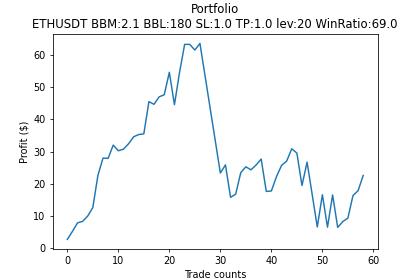 Portfolio
ETHUSDT BBM:2.1 BBL:180 SL:1.0 TP:1.0 lev:20 WinRatio:69.0
60
50
40
30
20
10
0
Profit ($)
0 10 20 30 40 50 60
Trade counts